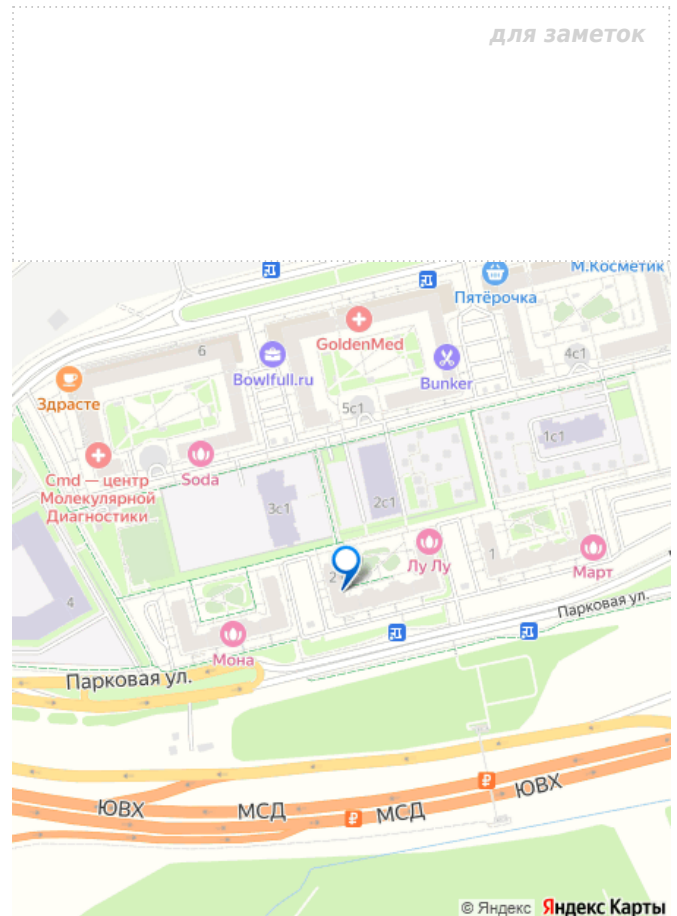 для заметок
М.Косметик
Пятёрочка
4с1
GoldenMed
6
Bowlfull.ru
Bunker
Здрасте
5с1
1с1
Cmd — центр
Молекулярной
Диагностики
Soda
3с1
2с1
Лу Лу
1
Март
2
4
Парковая ул.
Мона
Парковая ул.
ЮВХ
МСД
МСД
ЮВХ
© Яндекс Яндекс Карты